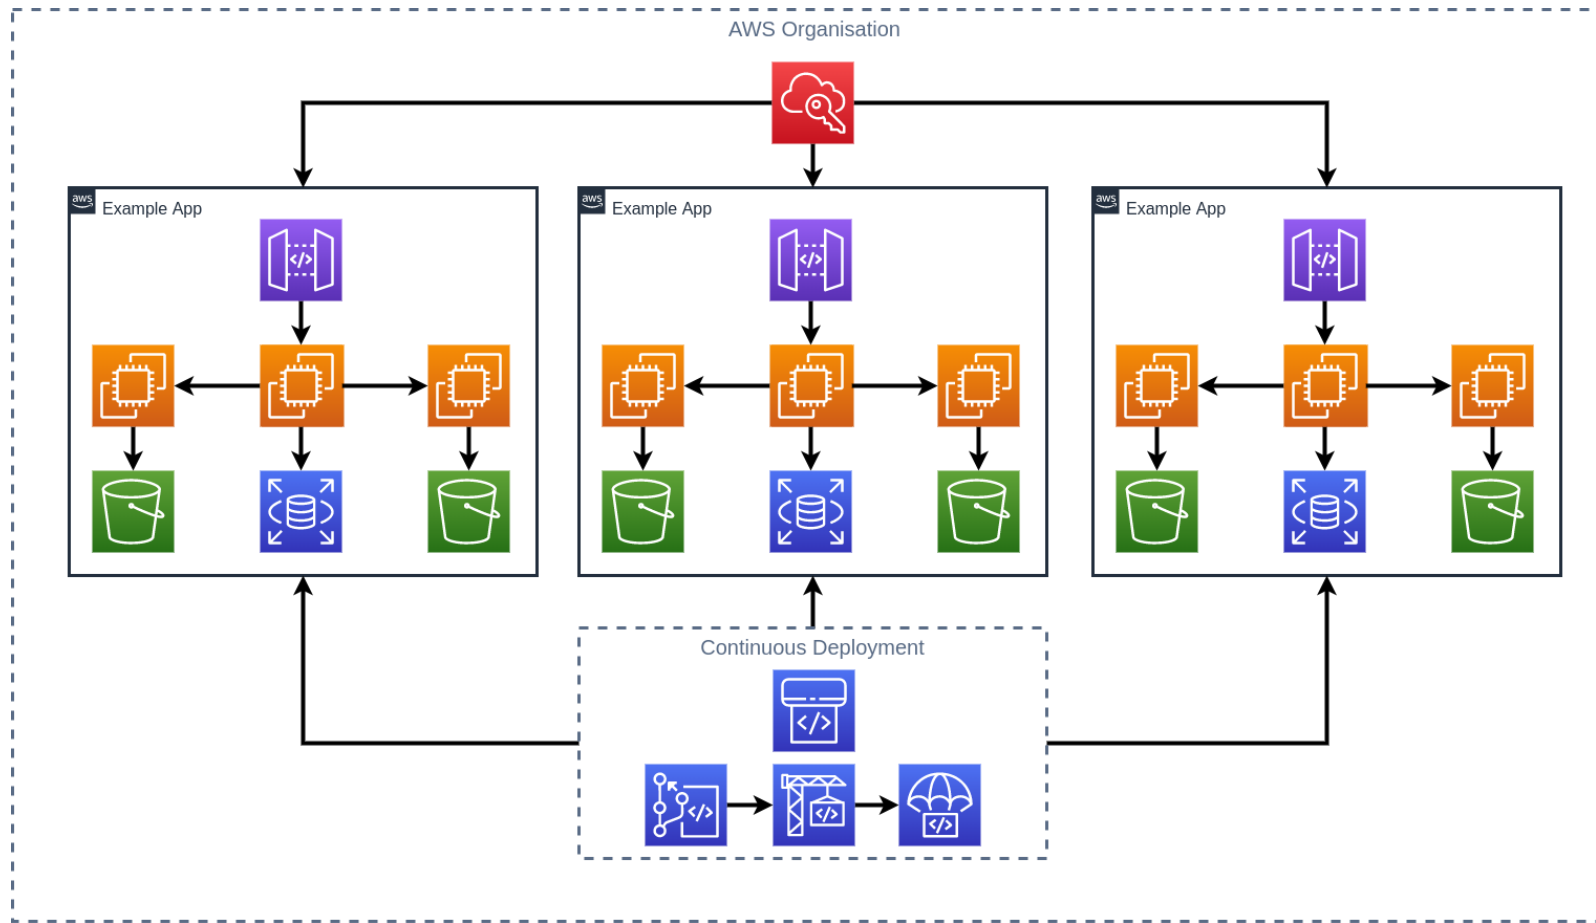 AWS Organisation
aws
Example App
aws
Example App
aws
Example App
</>
</>
</>
Continuous Deployment
</>
</>
</>
</>